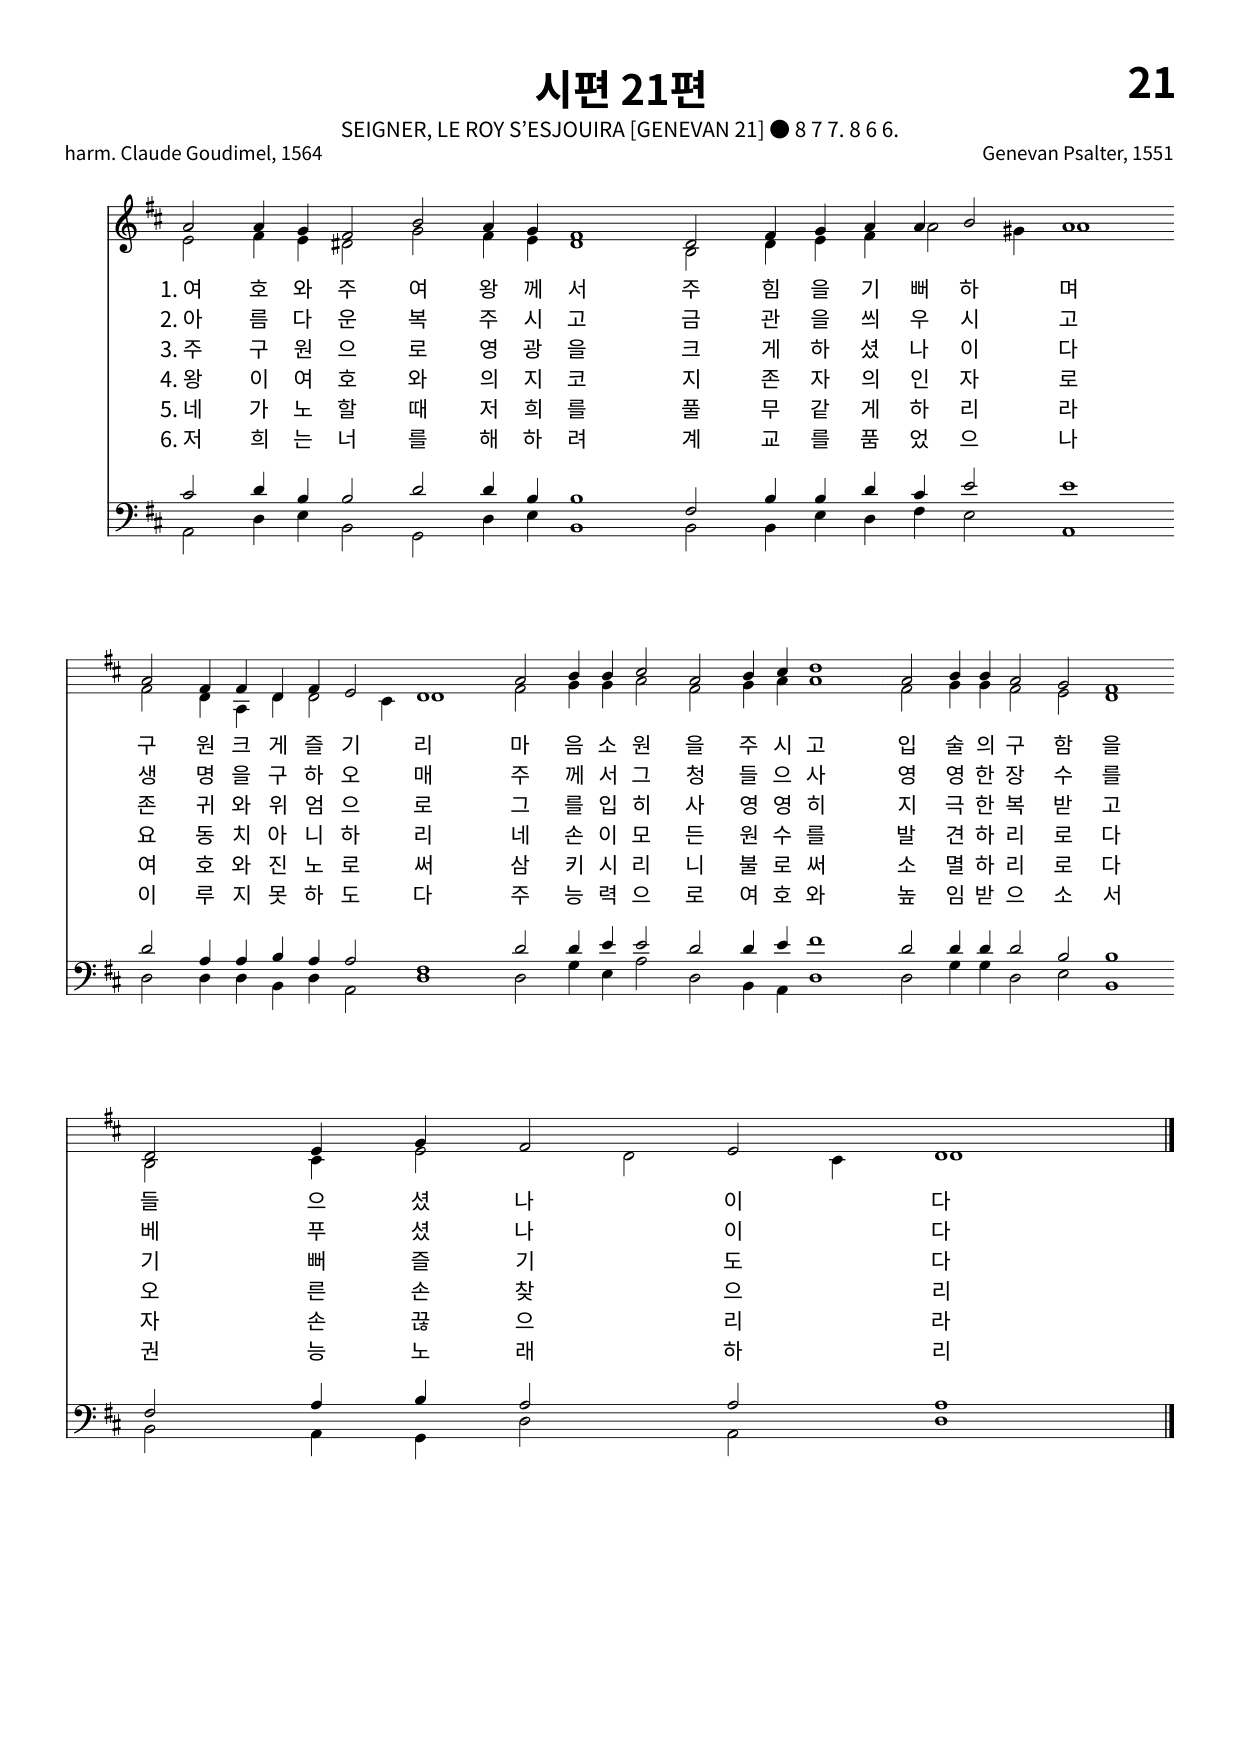 시편 21편
21
SEIGNER, LE ROY S’ESJOUIRA [GENEVAN 21] ● 8 7 7. 8 6 6.
harm. Claude Goudimel, 1564
Genevan Psalter, 1551
1. 여 호 와 주 여 왕 께 서 주 힘 을 기 뻐 하 며
2. 아 름 다 운 복 주 시 고 금 관 을 씌 우 시 고
3. 주 구 원 으 로 영 광 을 크 게 하 셨 나 이 다
4. 왕 이 여 호 와 의 지 코 지 존 자 의 인 자 로
5. 네 가 노 할 때 저 희 를 풀 무 같 게 하 리 라
6. 저 희 는 너 를 해 하 려 계 교 를 품 었 으 나
구 원 크 게 즐 기 리 마 음 소 원 을 주 시 고 입 술 의 구 함 을
생 명 을 구 하 오 매 주 께 서 그 청 들 으 사 영 영 한 장 수 를
존 귀 와 위 엄 으 로 그 를 입 히 사 영 영 히 지 극 한 복 받 고
요 동 치 아 니 하 리 네 손 이 모 든 원 수 를 발 견 하 리 로 다
여 호 와 진 노 로 써 삼 키 시 리 니 불 로 써 소 멸 하 리 로 다
이 루 지 못 하 도 다 주 능 력 으 로 여 호 와 높 임 받 으 소 서
들 으 셨 나 이 다
베 푸 셨 나 이 다
기 뻐 즐 기 도 다
오 른 손 찾 으 리
자 손 끊 으 리 라
권 능 노 래 하 리